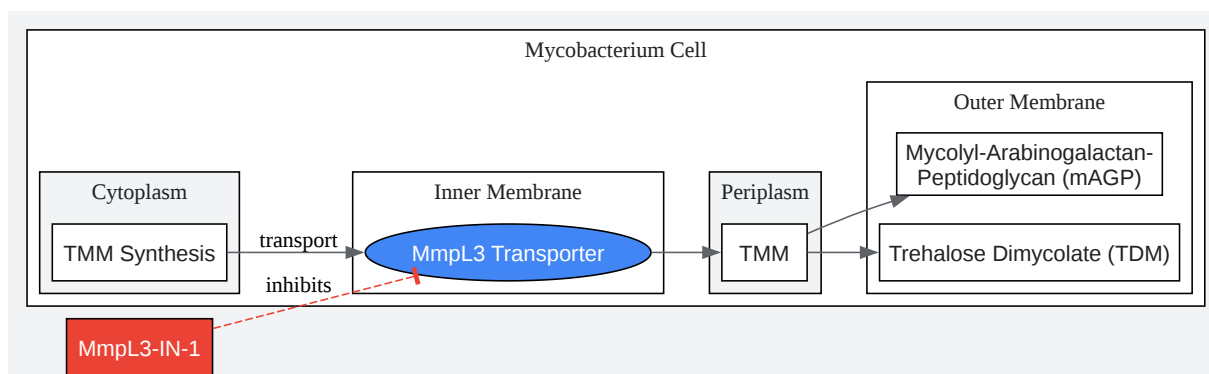 Mycobacterium Cell
Outer Membrane
Mycolyl-Arabinogalactan-
Peptidoglycan (mAGP)
Cytoplasm
Inner Membrane
Periplasm
TMM Synthesis
transport
MmpL3 Transporter
TMM
Trehalose Dimycolate (TDM)
inhibits
MmpL3-IN-1